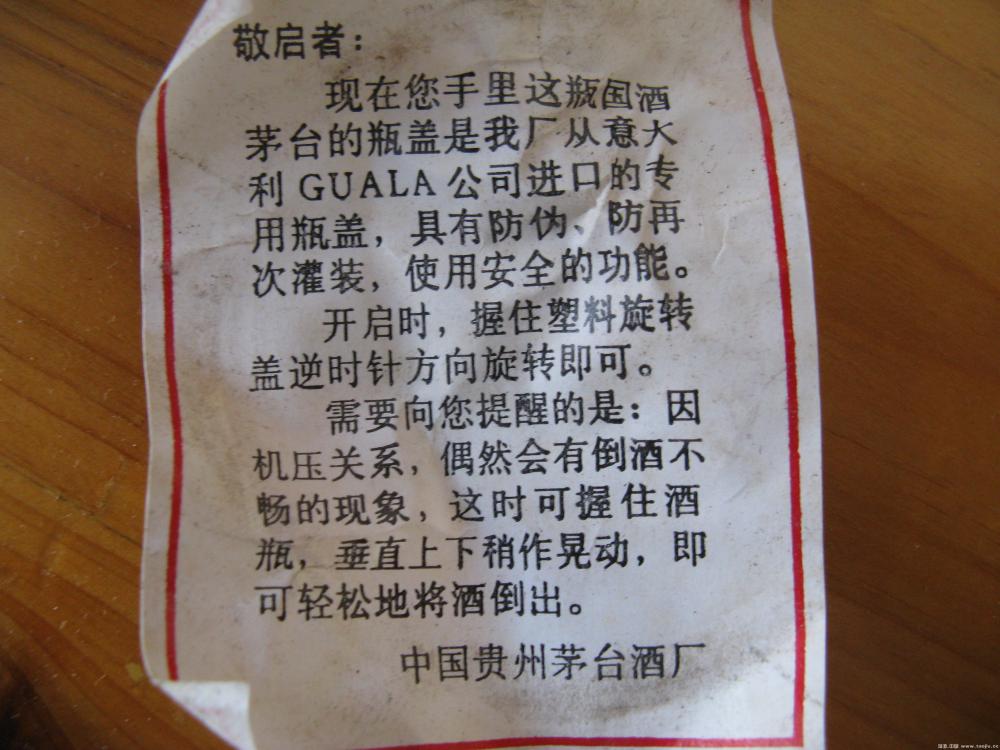 敬启者：
现在您手里这瓶国酒
茅台的瓶盖是我厂从意大
利 GUALA 公司进口的专
用瓶盖，具有防伪、防再
次灌装，使用安全的功能。
开启时，握住塑料旋转
盖逆时针方向旋转即可。
需要向您提醒的是：因
机压关系，偶然会有倒酒不
畅的现象，这时可握住酒
瓶，垂直上下稍作晃动，即
可轻松地将酒倒出。
中国贵州茅台酒厂